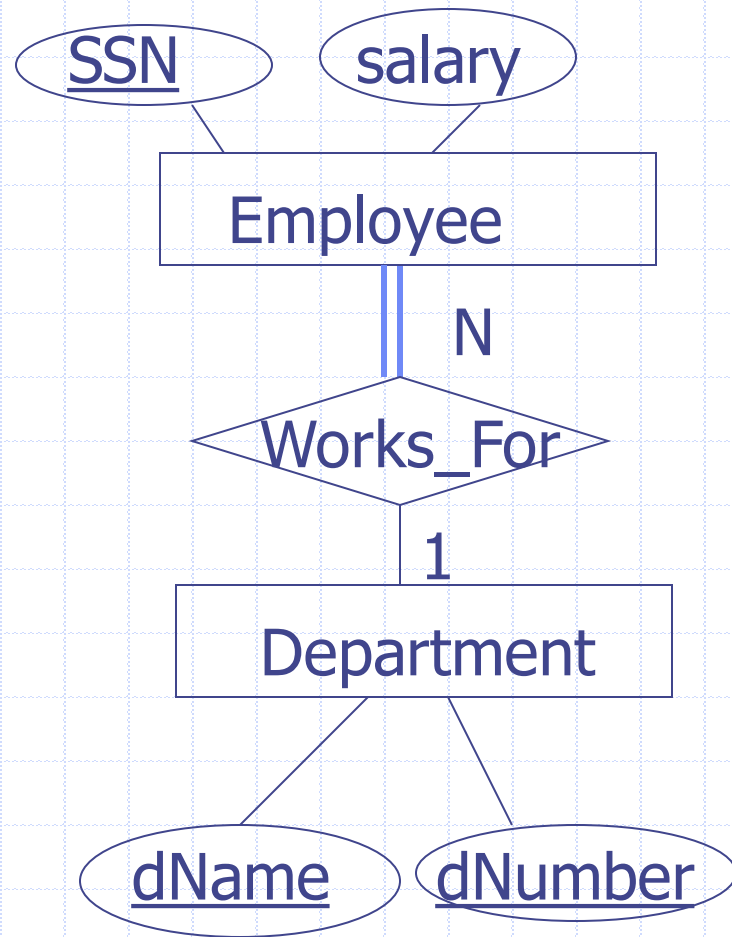 SSN
salary
Employee
N
Works_For
1
Department
dName
dNumber